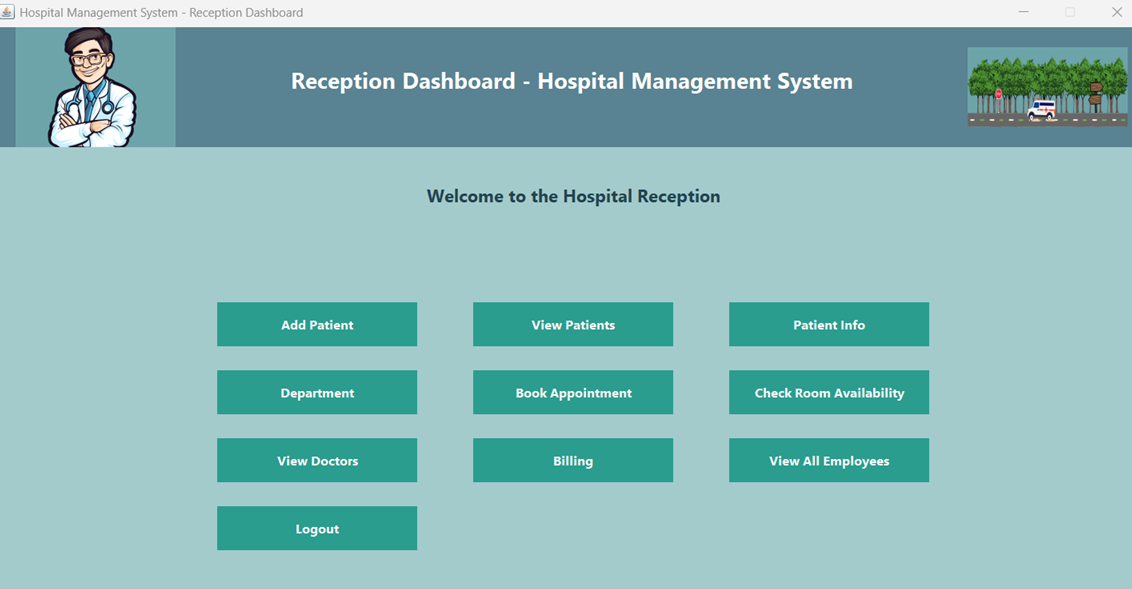 Hospital Management System - Reception Dashboard
Reception Dashboard - Hospital Management System
Welcome to the Hospital Reception
Add Patient
View Patients
Patient Info
Department
Book Appointment
Check Room Availability
View Doctors
Billing
View All Employees
Logout